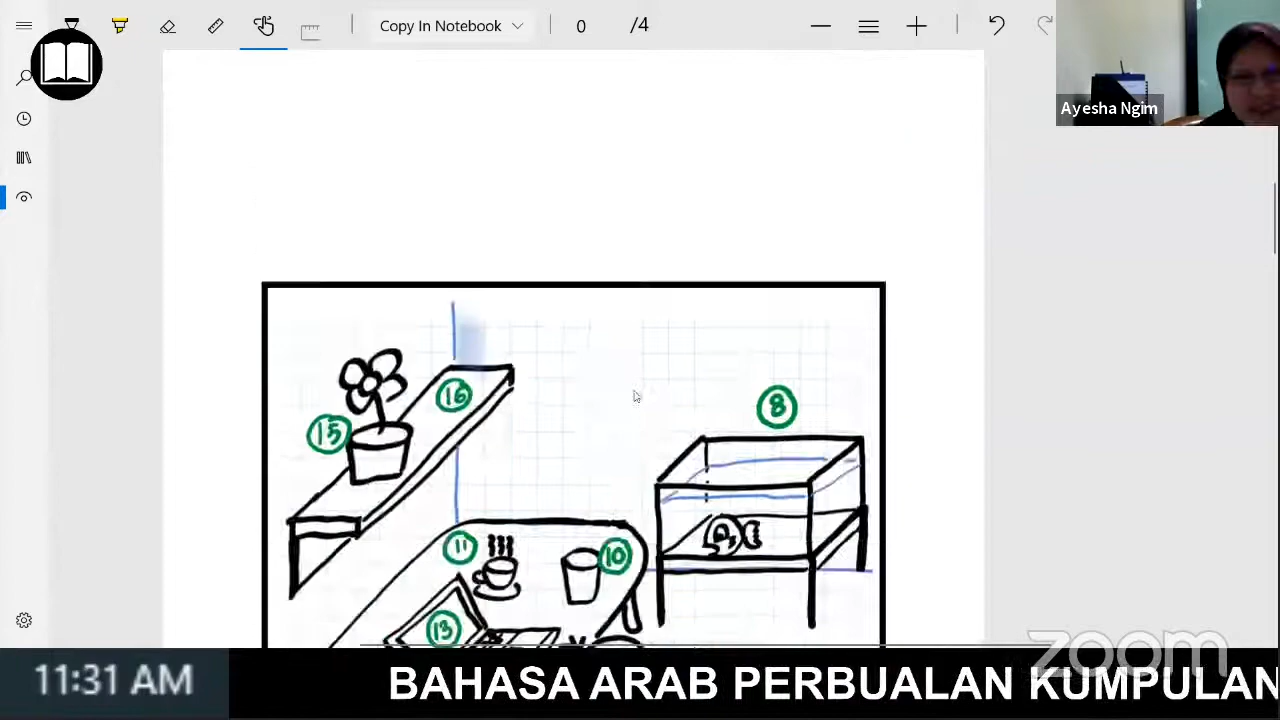 Copy In Notebook
0 /4
Ayesha Ngim
16
8
15
11
10
13
zoom
11:31 AM
BAHASA ARAB PERBUALAN KUMPULAN